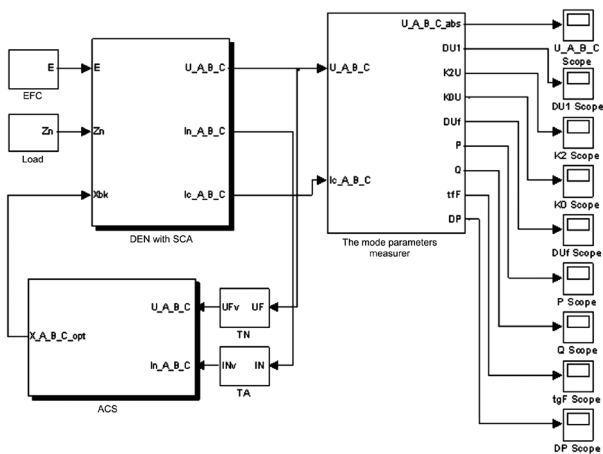 E
EFC
Zn
Load
E
Zn
Xbk
U_A_B_C
In_A_B_C
Ic_A_B_C
DEN with SCA
U_A_B_C
Ic_A_B_C
U_A_B_C_abs
DU1
K2U
K0U
DUf
P
Q
tfF
DP
The mode parameters
measurer
U_A_B_C
Scope
DU1 Scope
K2 Scope
K0 Scope
DUf Scope
P Scope
Q Scope
tgF Scope
DP Scope
X_A_B_C_opt
U_A_B_C
In_A_B_C
ACS
UFv UF
TN
INv IN
TA